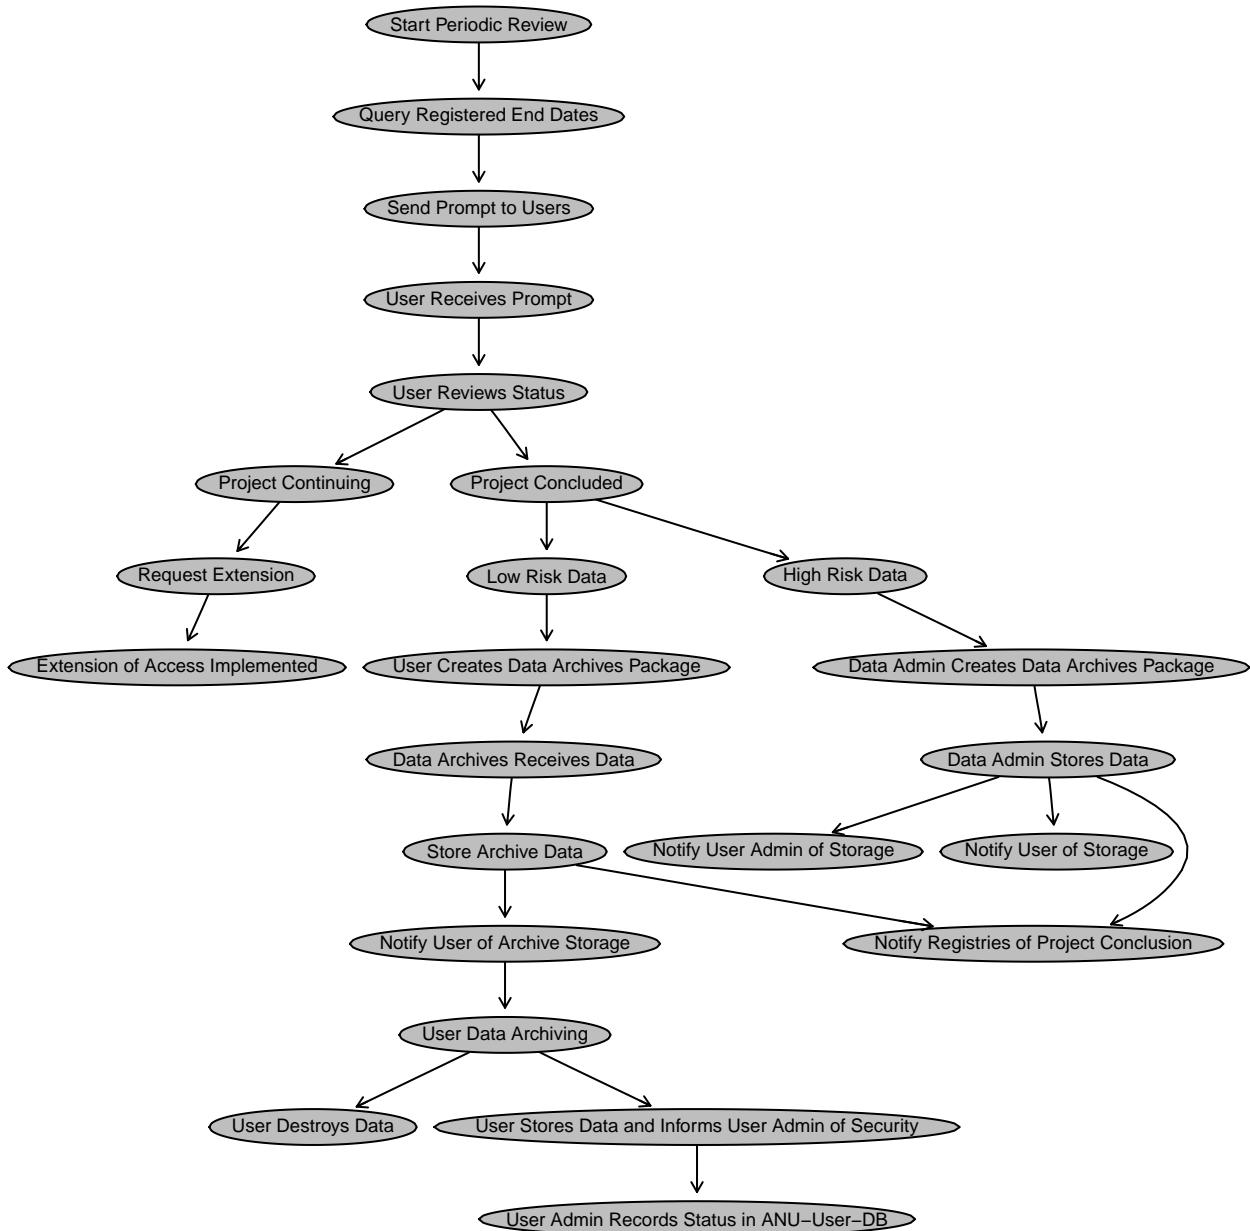 Start Periodic Review
Query Registered End Dates
Send Prompt to Users
User Receives Prompt
User Reviews Status
Project Continuing
Project Concluded
Request Extension
Low Risk Data
High Risk Data
Extension of Access Implemented
User Creates Data Archives Package
Data Admin Creates Data Archives Package
Data Archives Receives Data
Data Admin Stores Data
Store Archive Data
Notify User Admin of Storage
Notify User of Storage
Notify User of Archive Storage
Notify Registries of Project Conclusion
User Data Archiving
User Destroys Data
User Stores Data and Informs User Admin of Security
User Admin Records Status in ANU−User−DB